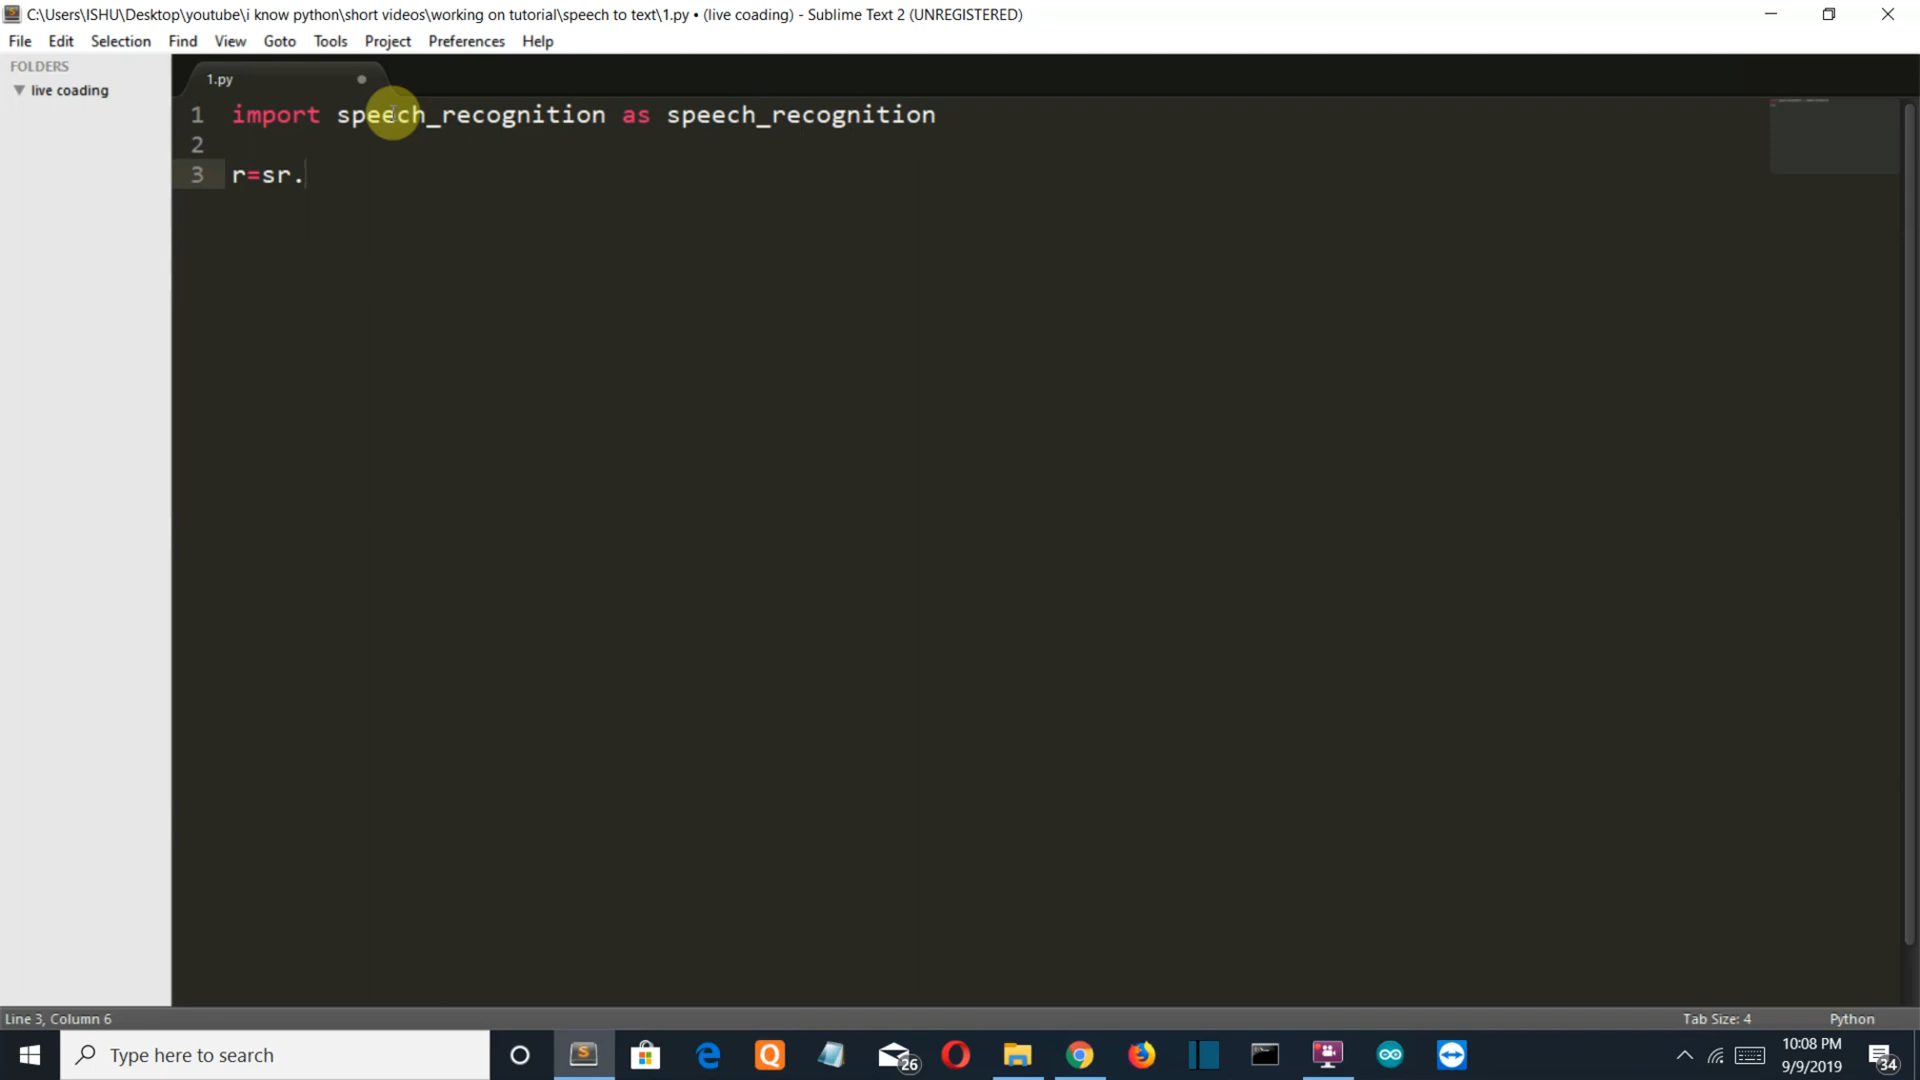 C:\Users\ISHU\Desktop\youtube\i know python\short videos\working on tutorial\speech to text\1.py • (live coading) - Sublime Text 2 (UNREGISTERED)
File Edit Selection Find View Goto Tools Project Preferences Help
FOLDERS
live coading
1.py
1 import speech_recognition as speech_recognition
2
3 r=sr.
Line 3, Column 6
Tab Size: 4
Python
Type here to search
26
10:08 PM
9/9/2019
34